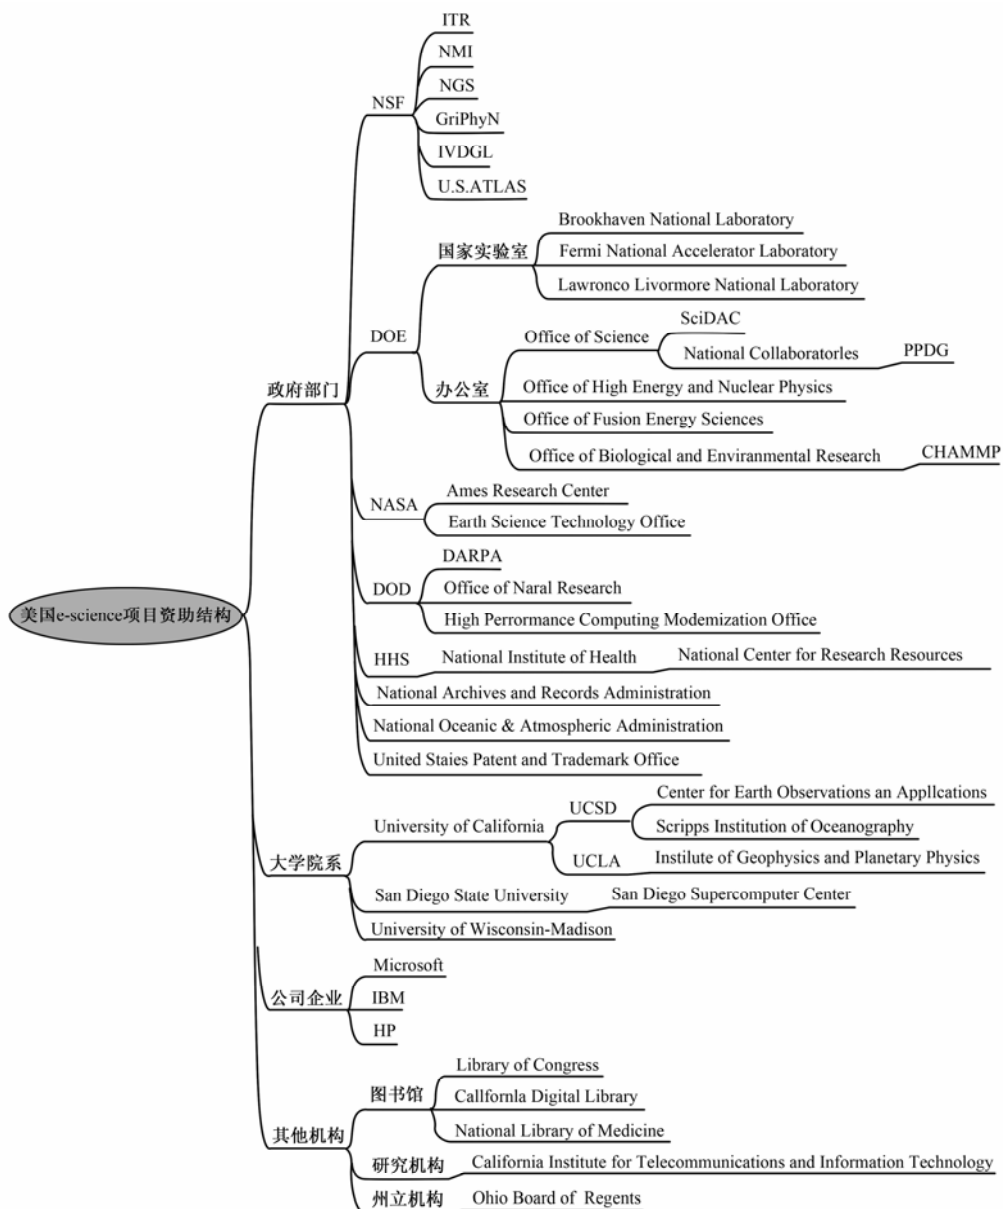 美国e-science项目资助结构
政府部门
NSF
ITR
NMI
NGS
GriPhyN
IVDGL
U.S.ATLAS
DOE
国家实验室
Brookhaven National Laboratory
Fermi National Accelerator Laboratory
Lawronco Livormore National Laboratory
办公室
Office of Science
SciDAC
National Collaboratorles
PPDG
Office of High Energy and Nuclear Physics
Office of Fusion Energy Sciences
Office of Biological and Enviranmental Research
CHAMMP
NASA
Ames Research Center
Earth Science Technology Office
DOD
DARPA
Office of Naral Research
High Perrormance Computing Modemization Office
HHS
National Institute of Health
National Center for Research Resources
National Archives and Records Administration
National Oceanic & Atmospheric Administration
United Staies Patent and Trademark Office
大学院系
University of California
UCSD
Center for Earth Observations an Appllcations
Scripps Institution of Oceanography
UCLA
Instilute of Geophysics and Planetary Physics
San Diego State University
San Diego Supercomputer Center
University of Wisconsin-Madison
公司企业
Microsoft
IBM
HP
其他机构
图书馆
Library of Congress
Callfornla Digital Library
National Library of Medicine
研究机构
California Institute for Telecommunications and Information Technology
州立机构
Ohio Board of Regents